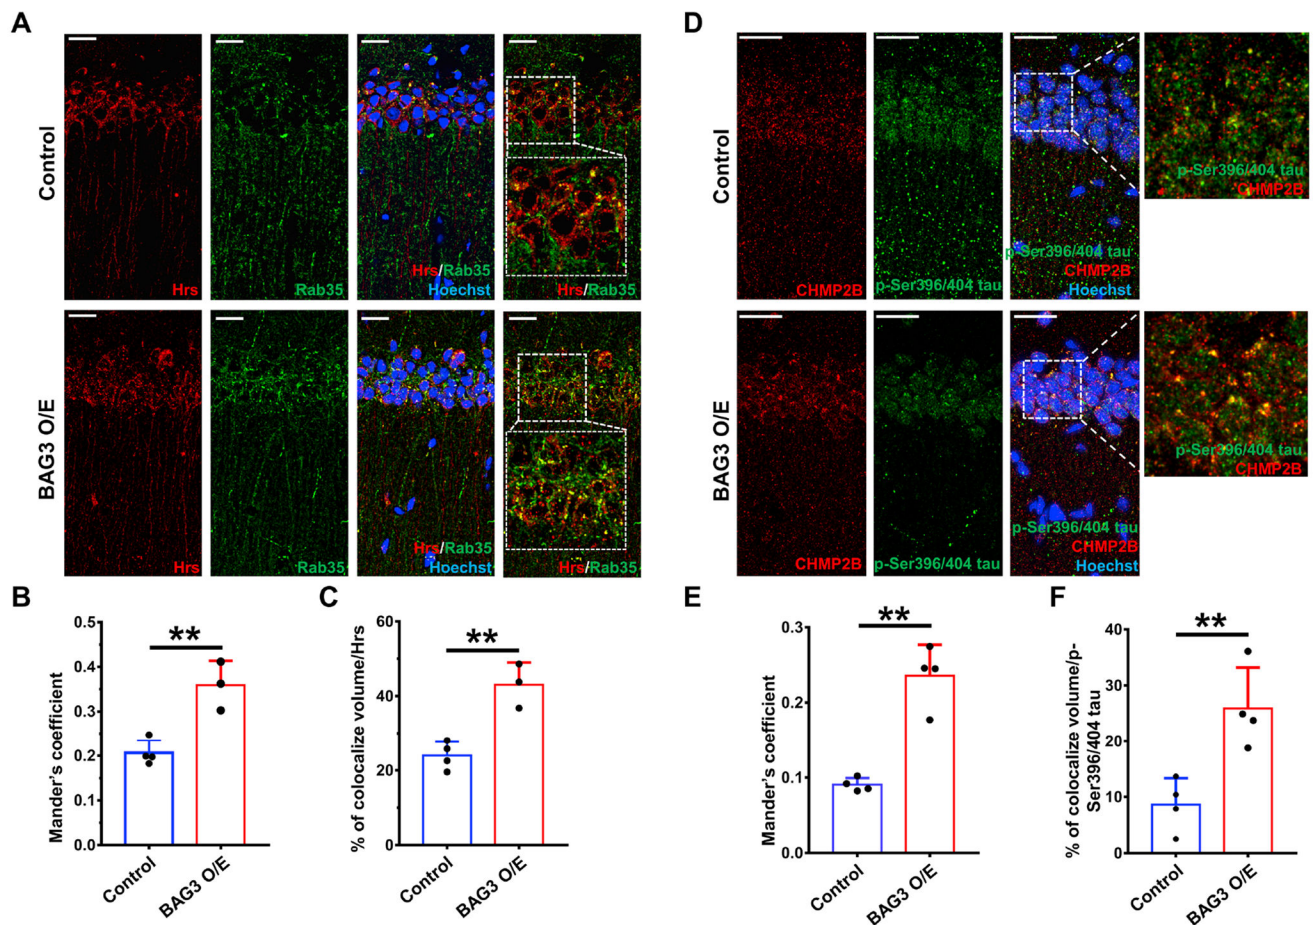 A
D
Control
Hrs
Rab35
Hrs/Rab35
Hoechst
Hrs/Rab35
BAG3 O/E
Hrs
Rab35
Hrs/Rab35
Hoechst
Hrs/Rab35
Control
CHMP2B
p-Ser396/404 tau
p-Ser396/404 tau
CHMP2B
Hoechst
p-Ser396/404 tau
CHMP2B
BAG3 O/E
CHMP2B
p-Ser396/404 tau
p-Ser396/404 tau
CHMP2B
Hoechst
p-Ser396/404 tau
CHMP2B
B
Mander's coefficient
0.5
0.4
0.3
0.2
0.1
0.0
**
Control
BAG3 O/E
C
% of colocalize volume/Hrs
60
40
20
0
**
Control
BAG3 O/E
E
Mander's coefficient
0.3
0.2
0.1
0.0
**
Control
BAG3 O/E
F
% of colocalize volume/p-
Ser396/404 tau
40
30
20
10
0
**
Control
BAG3 O/E